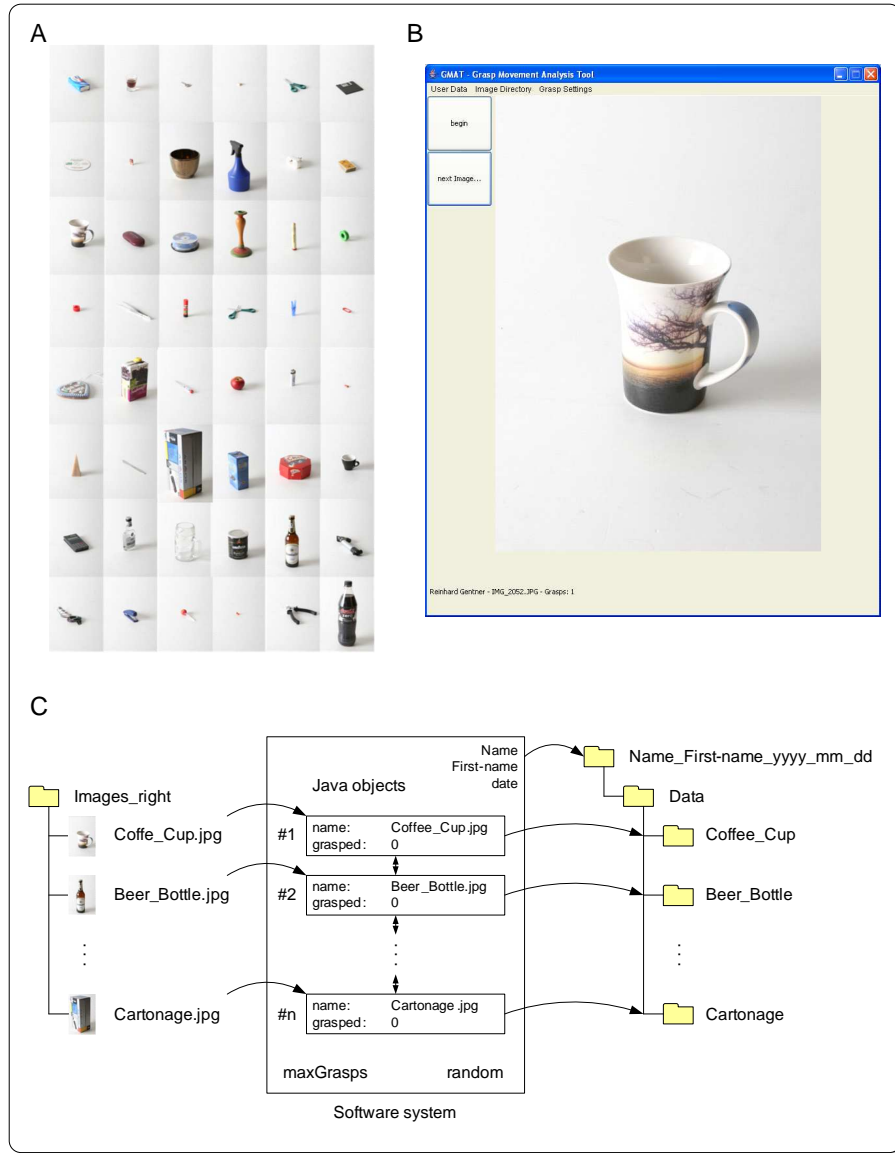 A
B
GMAT - Grasp Movement Analysis Tool
User Data Image Directory Grasp Settings
begin
next Image...
Reinhard Gentner - IMG_2052.JPG - Grasps: 1
C
Name
First-name
date
Name_First-name_yyyy_mm_dd
Java objects
Images_right
Data
Coffe_Cup.jpg
#1
name: Coffee_Cup.jpg
grasped: 0
Coffee_Cup
Beer_Bottle.jpg
#2
name: Beer_Bottle.jpg
grasped: 0
Beer_Bottle
Cartonage.jpg
#n
name: Cartonage .jpg
grasped: 0
Cartonage
maxGrasps random
Software system